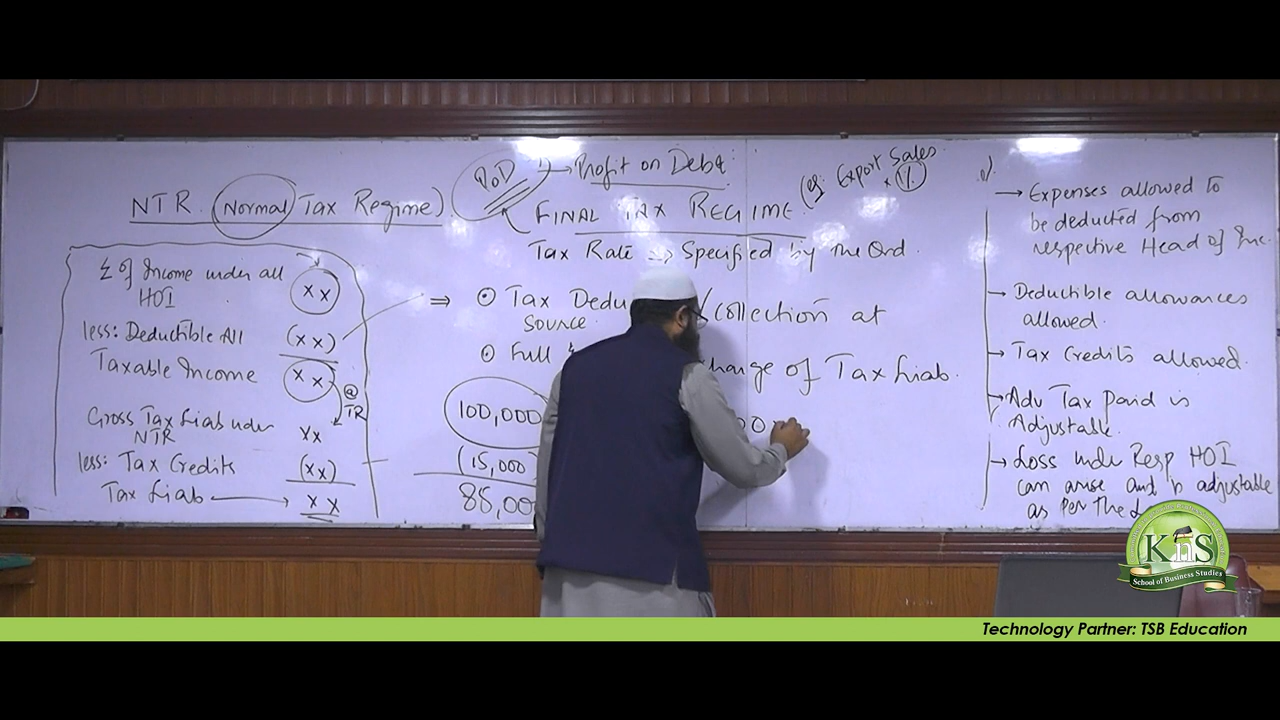 NTR (Normal Tax Regime)
Σ of Income under all
HOI
xx
less: Deductible All (xx)
Taxable Income xx
@
TR
Gross Tax Liab under
NTR
xx
less: Tax Credits (xx)
Tax Liab → xx
PoD
1) → Profit on Debt
FINAL TAX REGIME
(eg: Export Sales
x 1%)
Tax Rate → Specified by the Ord.
⇒ ⊙ Tax Dedu / Collection at
Source
⊙ Full
harge of Tax Liab.
100,000
(15,000
85,00
00
→ Expenses allowed to
be deducted from
respective Head of Inc.
→ Deductible allowances
allowed.
→ Tax Credits allowed.
→ Adv Tax paid is
Adjustable.
→ Loss under Resp HOI
can arise and is adjustable
as per the
KnS
School of Business Studies
Technology Partner: TSB Education